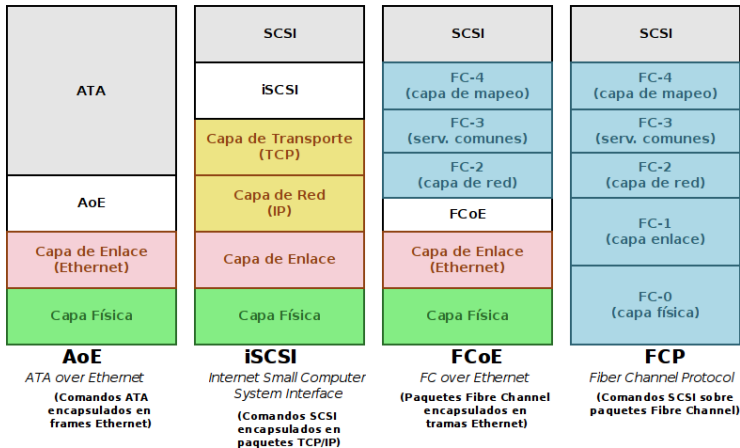 ATA
AoE
Capa de Enlace
(Ethernet)
Capa Física
AoE
ATA over Ethernet
(Comandos ATA
encapsulados en
frames Ethernet)
SCSI
iSCSI
Capa de Transporte
(TCP)
Capa de Red
(IP)
Capa de Enlace
Capa Física
iSCSI
Internet Small Computer
System Interface
(Comandos SCSI
encapsulados en
paquetes TCP/IP)
SCSI
FC-4
(capa de mapeo)
FC-3
(serv. comunes)
FC-2
(capa de red)
FCoE
Capa de Enlace
(Ethernet)
Capa Física
FCoE
FC over Ethernet
(Paquetes Fibre Channel
encapsulados en
tramas Ethernet)
SCSI
FC-4
(capa de mapeo)
FC-3
(serv. comunes)
FC-2
(capa de red)
FC-1
(capa enlace)
FC-0
(capa física)
FCP
Fiber Channel Protocol
(Comandos SCSI sobre
paquetes Fibre Channel)